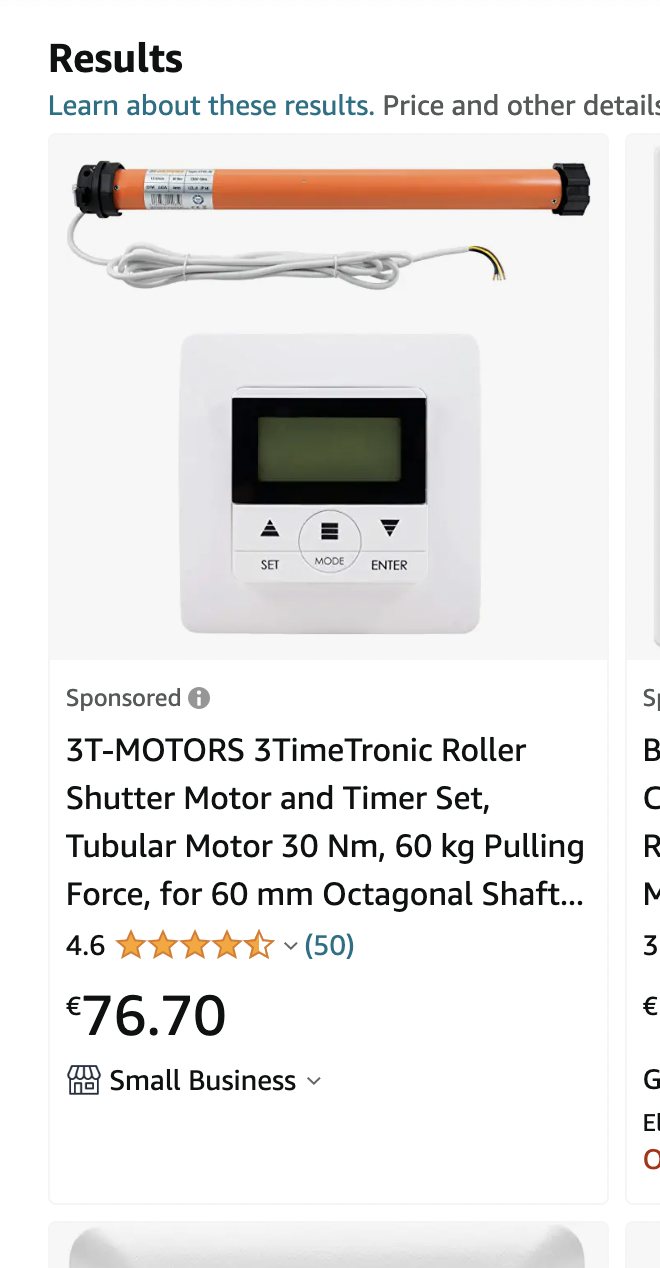 Results
Learn about these results. Price and other details
SET
MODE
ENTER
Sponsored
3T-MOTORS 3TimeTronic Roller
Shutter Motor and Timer Set,
Tubular Motor 30 Nm, 60 kg Pulling
Force, for 60 mm Octagonal Shaft...
4.6 (50)
€76.70
Small Business
3
€